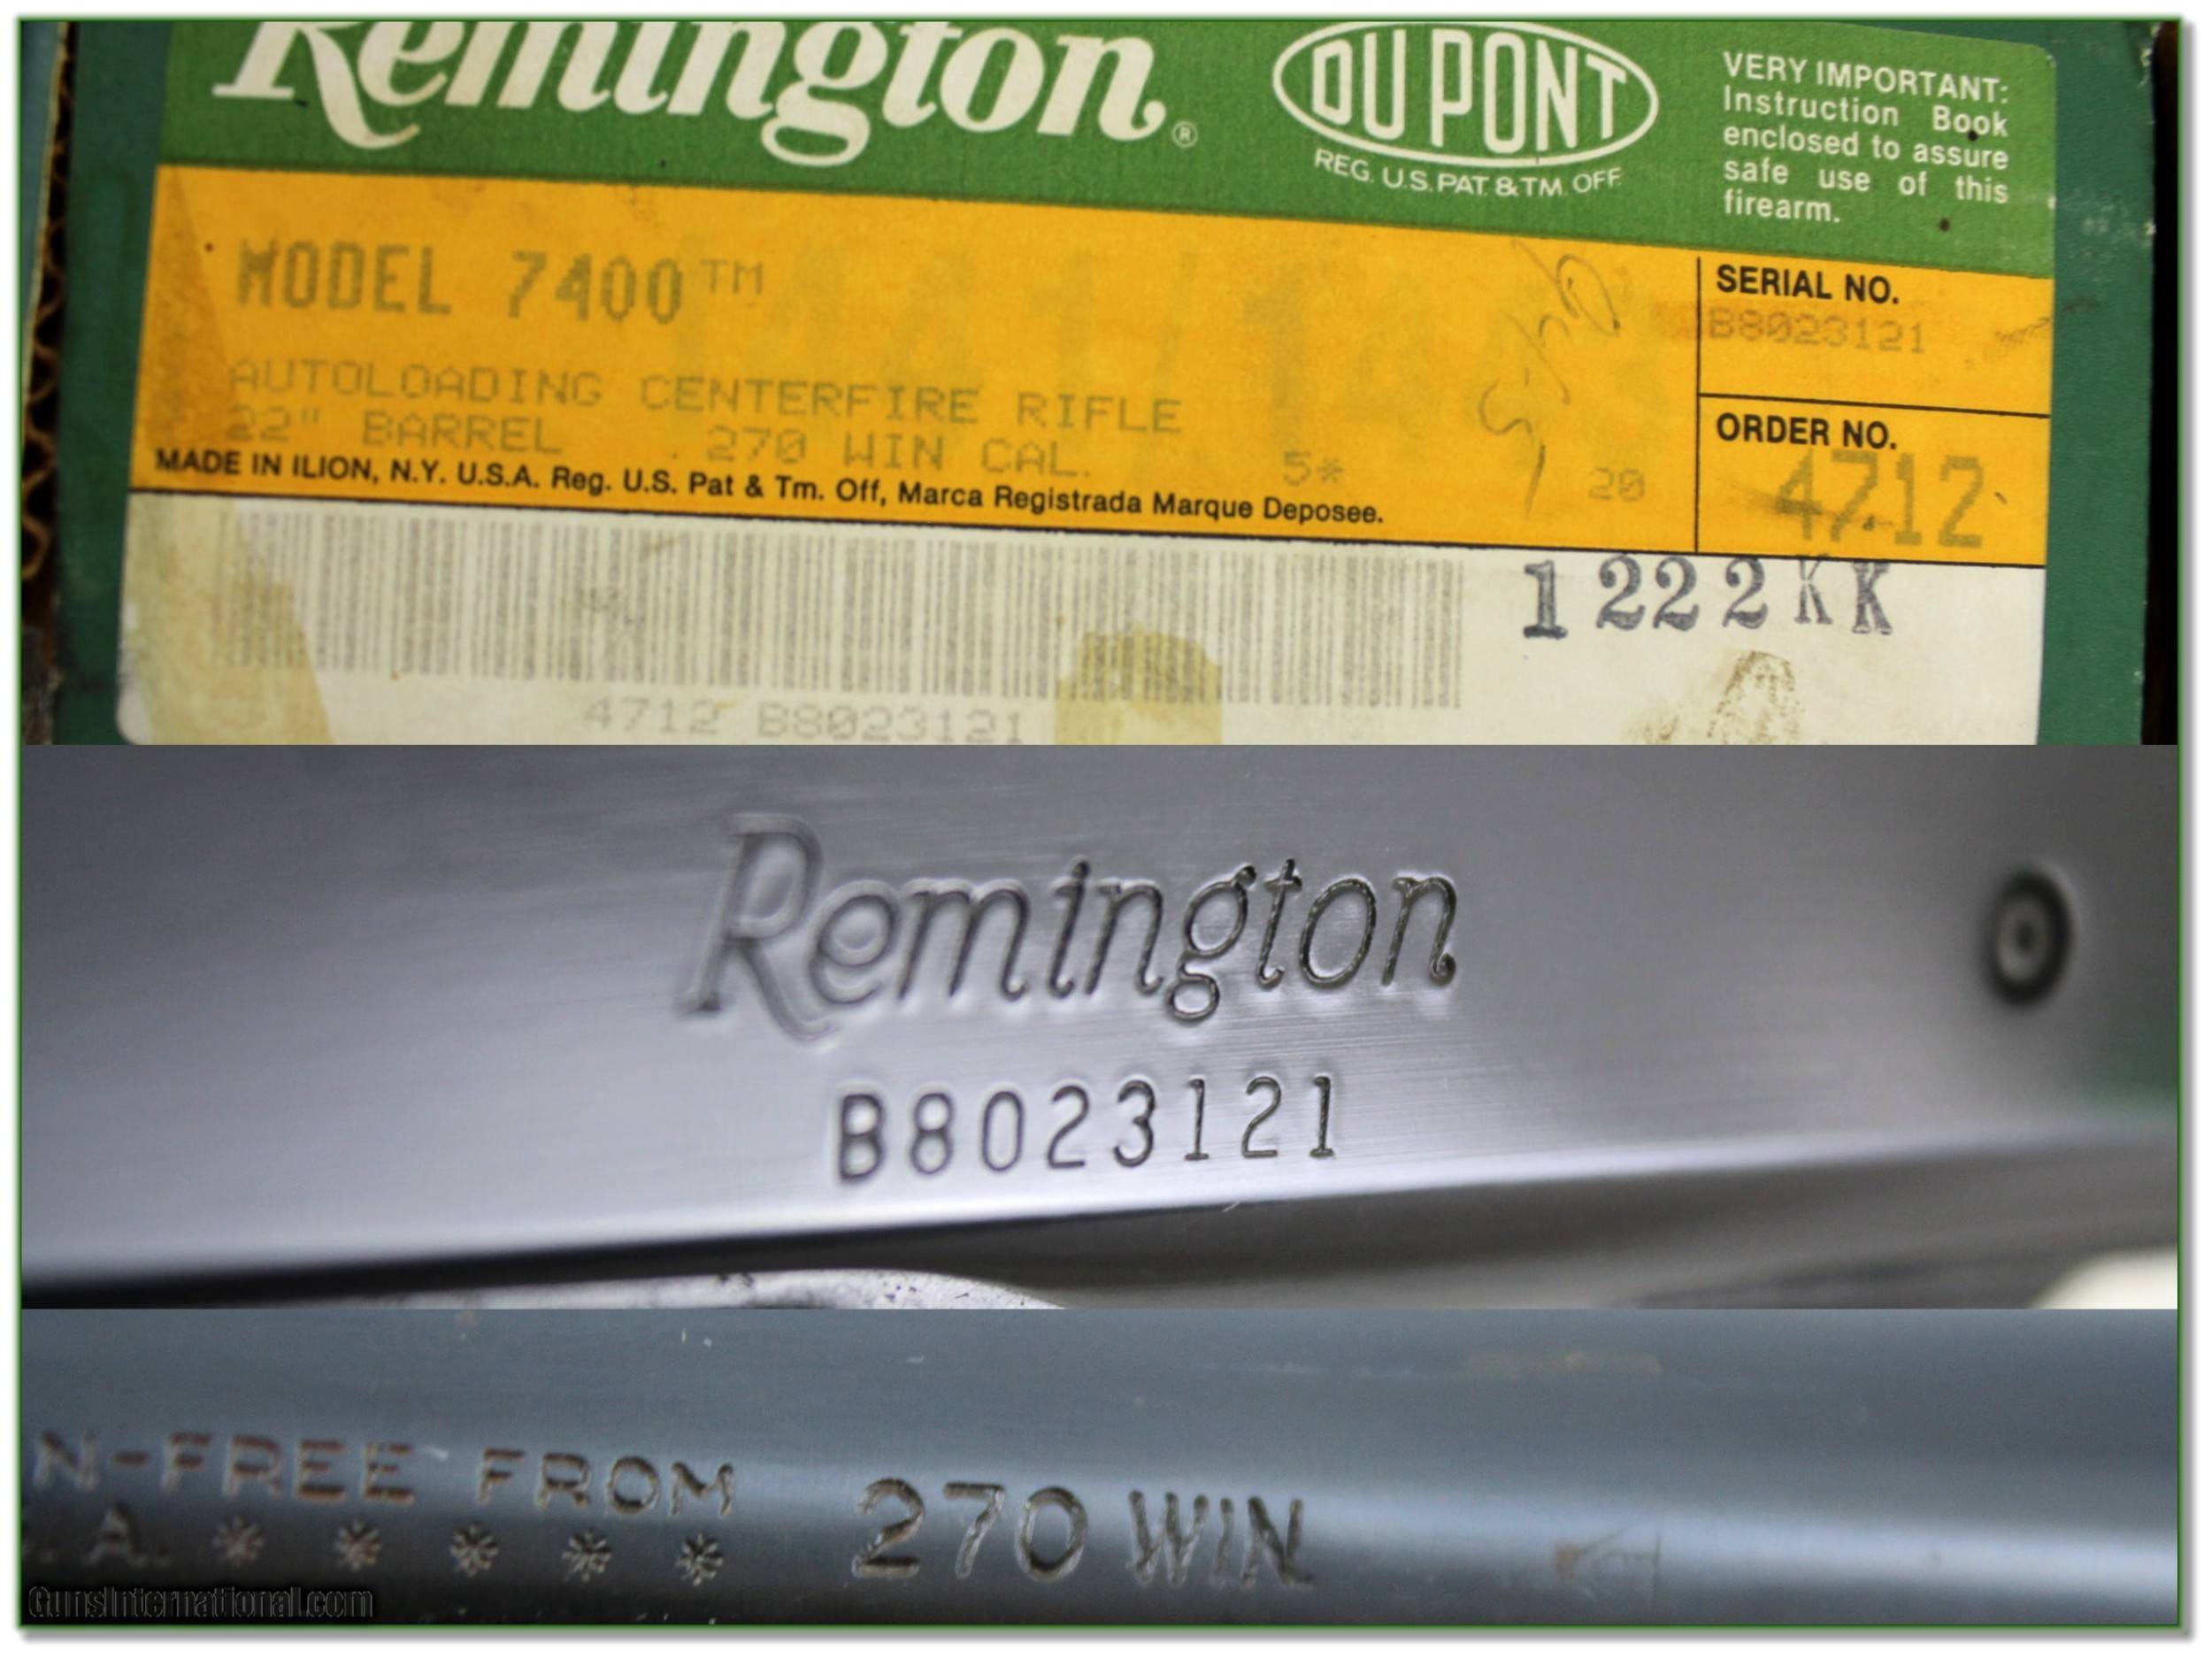 Remington®
DU PONT
REG. U.S. PAT. & TM. OFF.
VERY IMPORTANT:
Instruction Book
enclosed to assure
safe use of this
firearm.
MODEL 7400™
AUTOLOADING CENTERFIRE RIFLE
22" BARREL .270 WIN CAL. 5* 20
MADE IN ILION, N.Y. U.S.A. Reg. U.S. Pat & Tm. Off, Marca Registrada Marque Deposee.
SERIAL NO.
B8023121
ORDER NO.
4712
1222KK
4712 B8023121
Remington
B8023121
N-FREE FROM
.A. * * * * *
270 WIN
GunsInternational.com